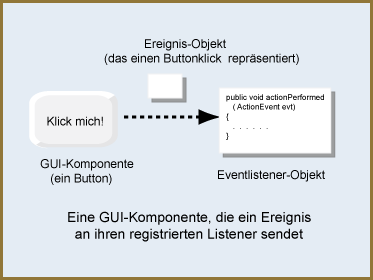 Ereignis-Objekt
(das einen Buttonklick repräsentiert)
Klick mich!
public void actionPerformed
( ActionEvent evt)
{
. . . . . .
}
GUI-Komponente
(ein Button)
Eventlistener-Objekt
Eine GUI-Komponente, die ein Ereignis
an ihren registrierten Listener sendet